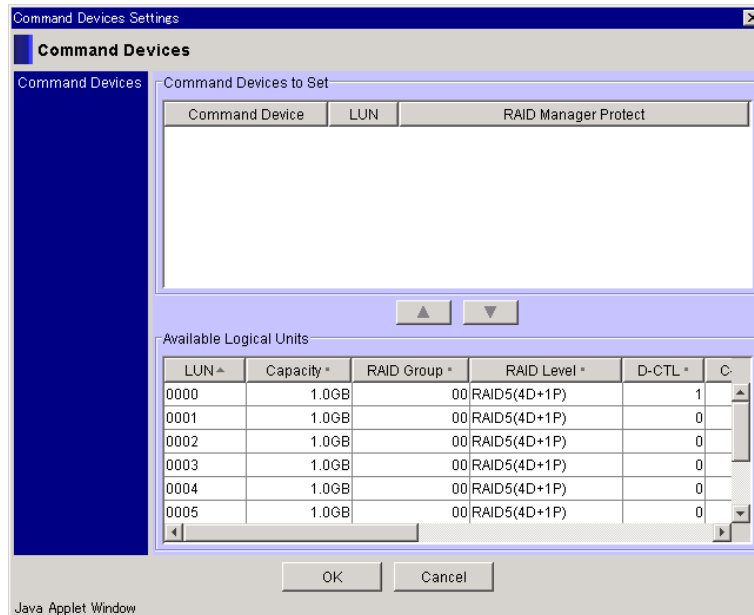 Command Devices Settings
Command Devices
Command Devices
Command Devices to Set
Command Device LUN RAID Manager Protect
Available Logical Units
LUN Capacity RAID Group RAID Level D-CTL C-
0000 1.0GB 00 RAID5(4D+1P) 1
0001 1.0GB 00 RAID5(4D+1P) 0
0002 1.0GB 00 RAID5(4D+1P) 0
0003 1.0GB 00 RAID5(4D+1P) 0
0004 1.0GB 00 RAID5(4D+1P) 0
0005 1.0GB 00 RAID5(4D+1P) 0
OK Cancel
Java Applet Window